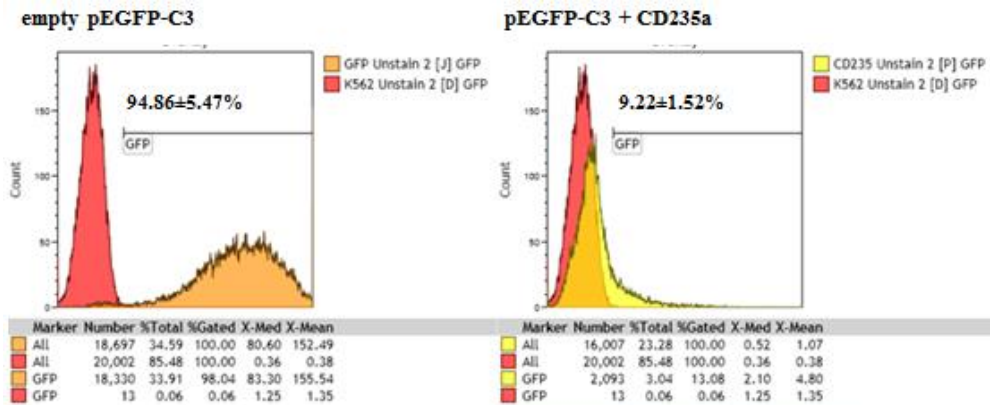 empty pEGFP-C3
GFP Unstain 2 [J] GFP
K562 Unstain 2 [D] GFP
94.86±5.47%
GFP
150
100
50
0
Count
Marker Number %Total %Gated X-Med X-Mean
All 18,697 34.59 100.00 80.60 152.49
All 20,002 85.48 100.00 0.36 0.38
GFP 18,330 33.91 98.04 83.30 155.54
GFP 13 0.06 0.06 1.25 1.35
pEGFP-C3 + CD235a
CD235 Unstain 2 [P] GFP
K562 Unstain 2 [D] GFP
9.22±1.52%
GFP
150
100
50
0
Count
Marker Number %Total %Gated X-Med X-Mean
All 16,007 23.28 100.00 0.52 1.07
All 20,002 85.48 100.00 0.36 0.38
GFP 2,093 3.04 13.08 2.10 4.80
GFP 13 0.06 0.06 1.25 1.35